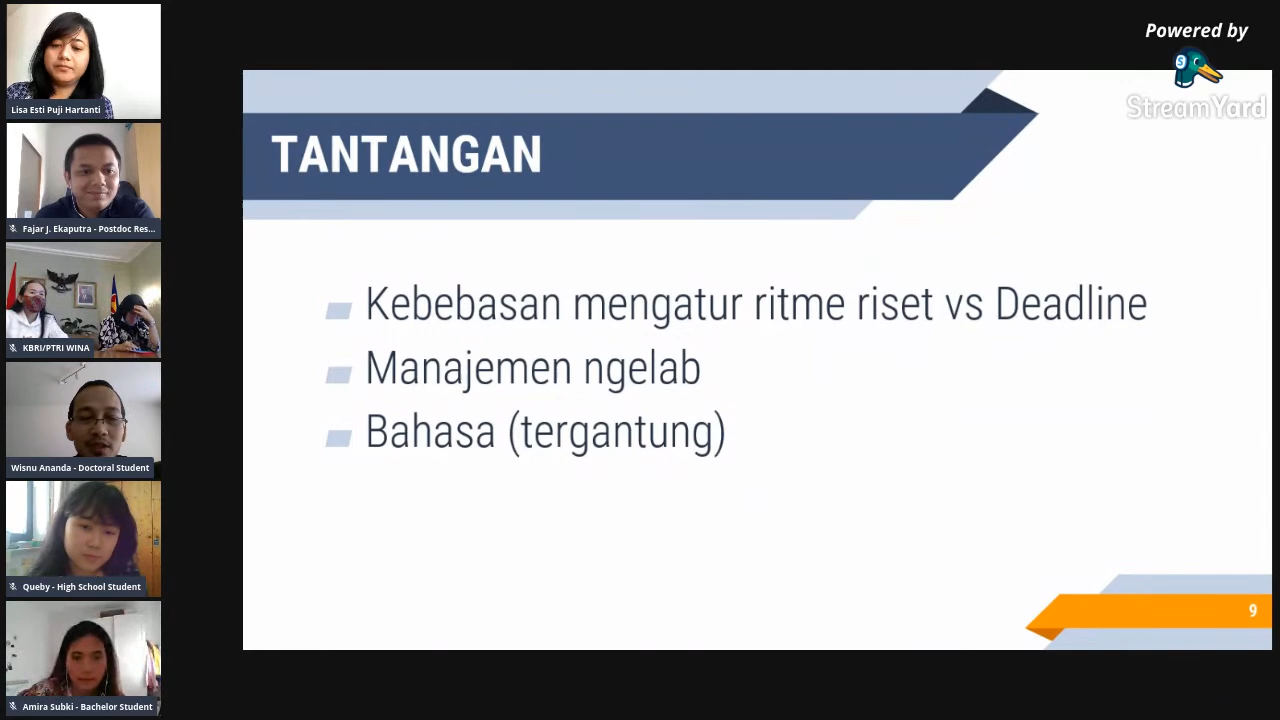 Powered by
StreamYard
Lisa Esti Puji Hartanti
Fajar J. Ekaputra - Postdoc Res...
KBRI/PTRI WINA
Wisnu Ananda - Doctoral Student
Queby - High School Student
Amira Subki - Bachelor Student
TANTANGAN
Kebebasan mengatur ritme riset vs Deadline
Manajemen ngelab
Bahasa (tergantung)
9